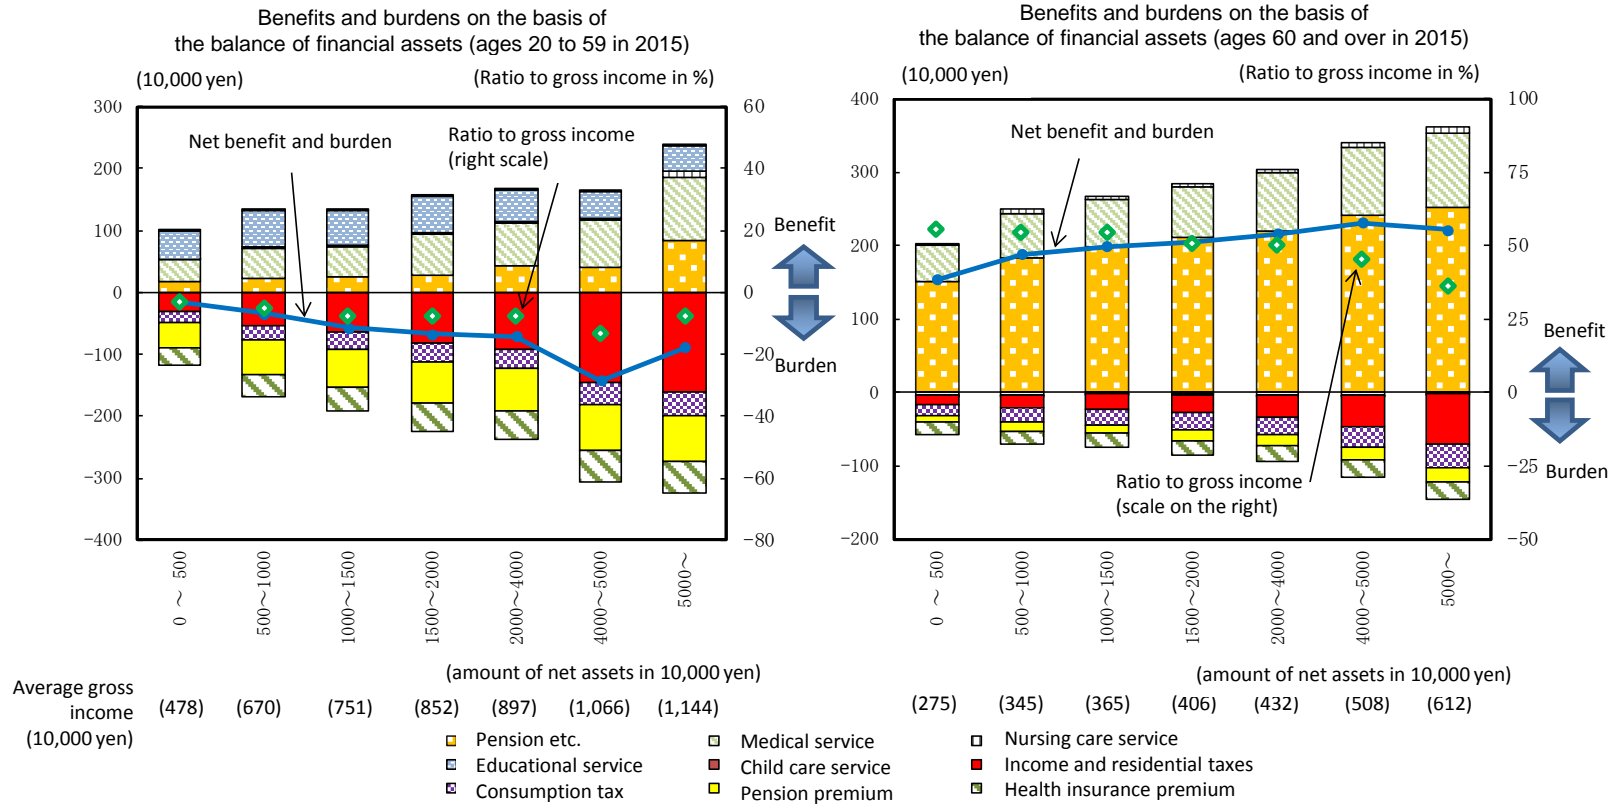 Benefits and burdens on the basis of
the balance of financial assets (ages 20 to 59 in 2015)
(10,000 yen)
(Ratio to gross income in %)
300
200
100
0
-100
-200
-300
-400
60
40
20
0
-20
-40
-60
-80
Net benefit and burden
Ratio to gross income
(right scale)
Benefit
Burden
0 ～ 500
500～1000
1000～1500
1500～2000
2000～4000
4000～5000
5000～
(amount of net assets in 10,000 yen)
Benefits and burdens on the basis of
the balance of financial assets (ages 60 and over in 2015)
(10,000 yen)
(Ratio to gross income in %)
400
300
200
100
0
-100
-200
100
75
50
25
0
-25
-50
Net benefit and burden
Ratio to gross income
(scale on the right)
Benefit
Burden
0 ～ 500
500～1000
1000～1500
1500～2000
2000～4000
4000～5000
5000～
(amount of net assets in 10,000 yen)
Average gross
income
(10,000 yen)
(478) (670) (751) (852) (897) (1,066) (1,144)
(275) (345) (365) (406) (432) (508) (612)
Pension etc.
Medical service
Nursing care service
Educational service
Child care service
Income and residential taxes
Consumption tax
Pension premium
Health insurance premium